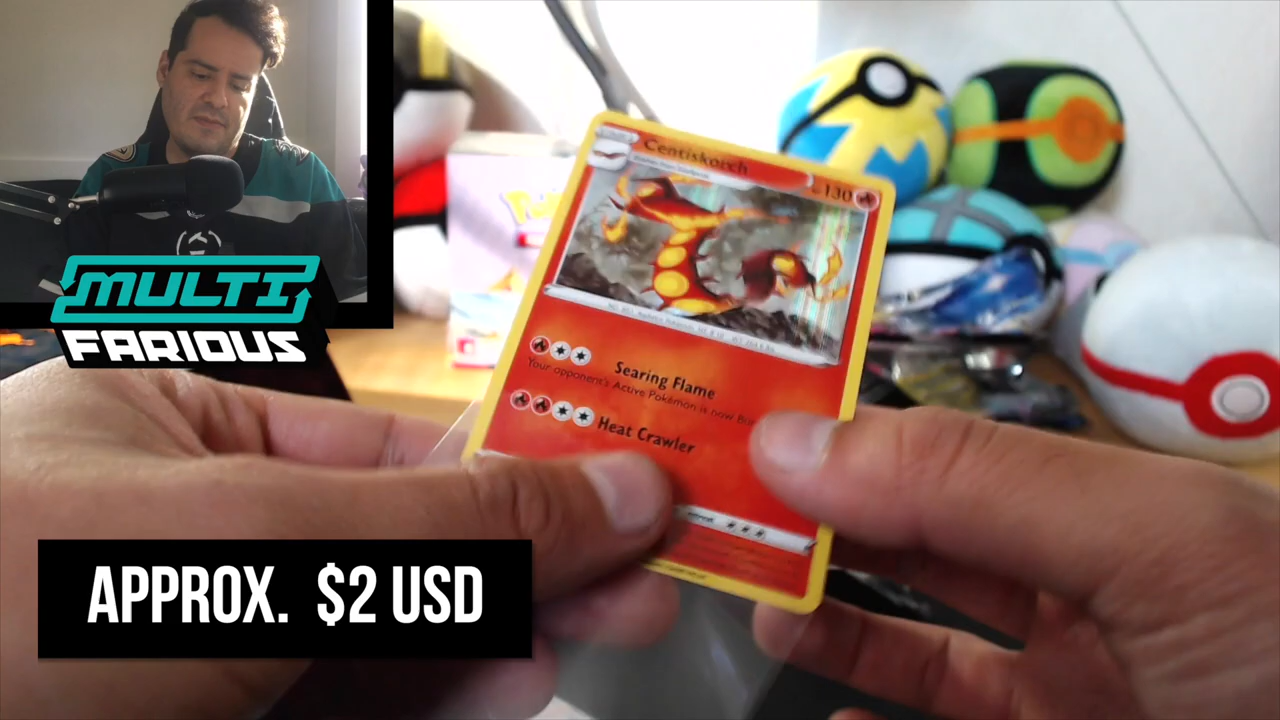 MULTI
FARIOUS
APPROX. $2 USD
Centiskorch
130
Searing Flame
Your opponent's Active Pokémon is now
Heat Crawler